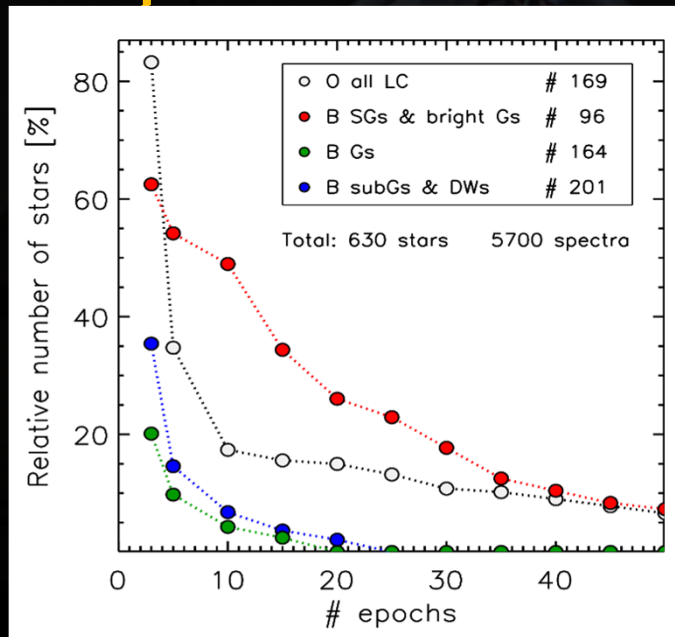 Relative number of stars [%]
80
60
40
20
O all LC # 169
B SGs & bright Gs # 96
B Gs # 164
B subGs & DWs # 201
Total: 630 stars 5700 spectra
0 10 20 30 40
# epochs